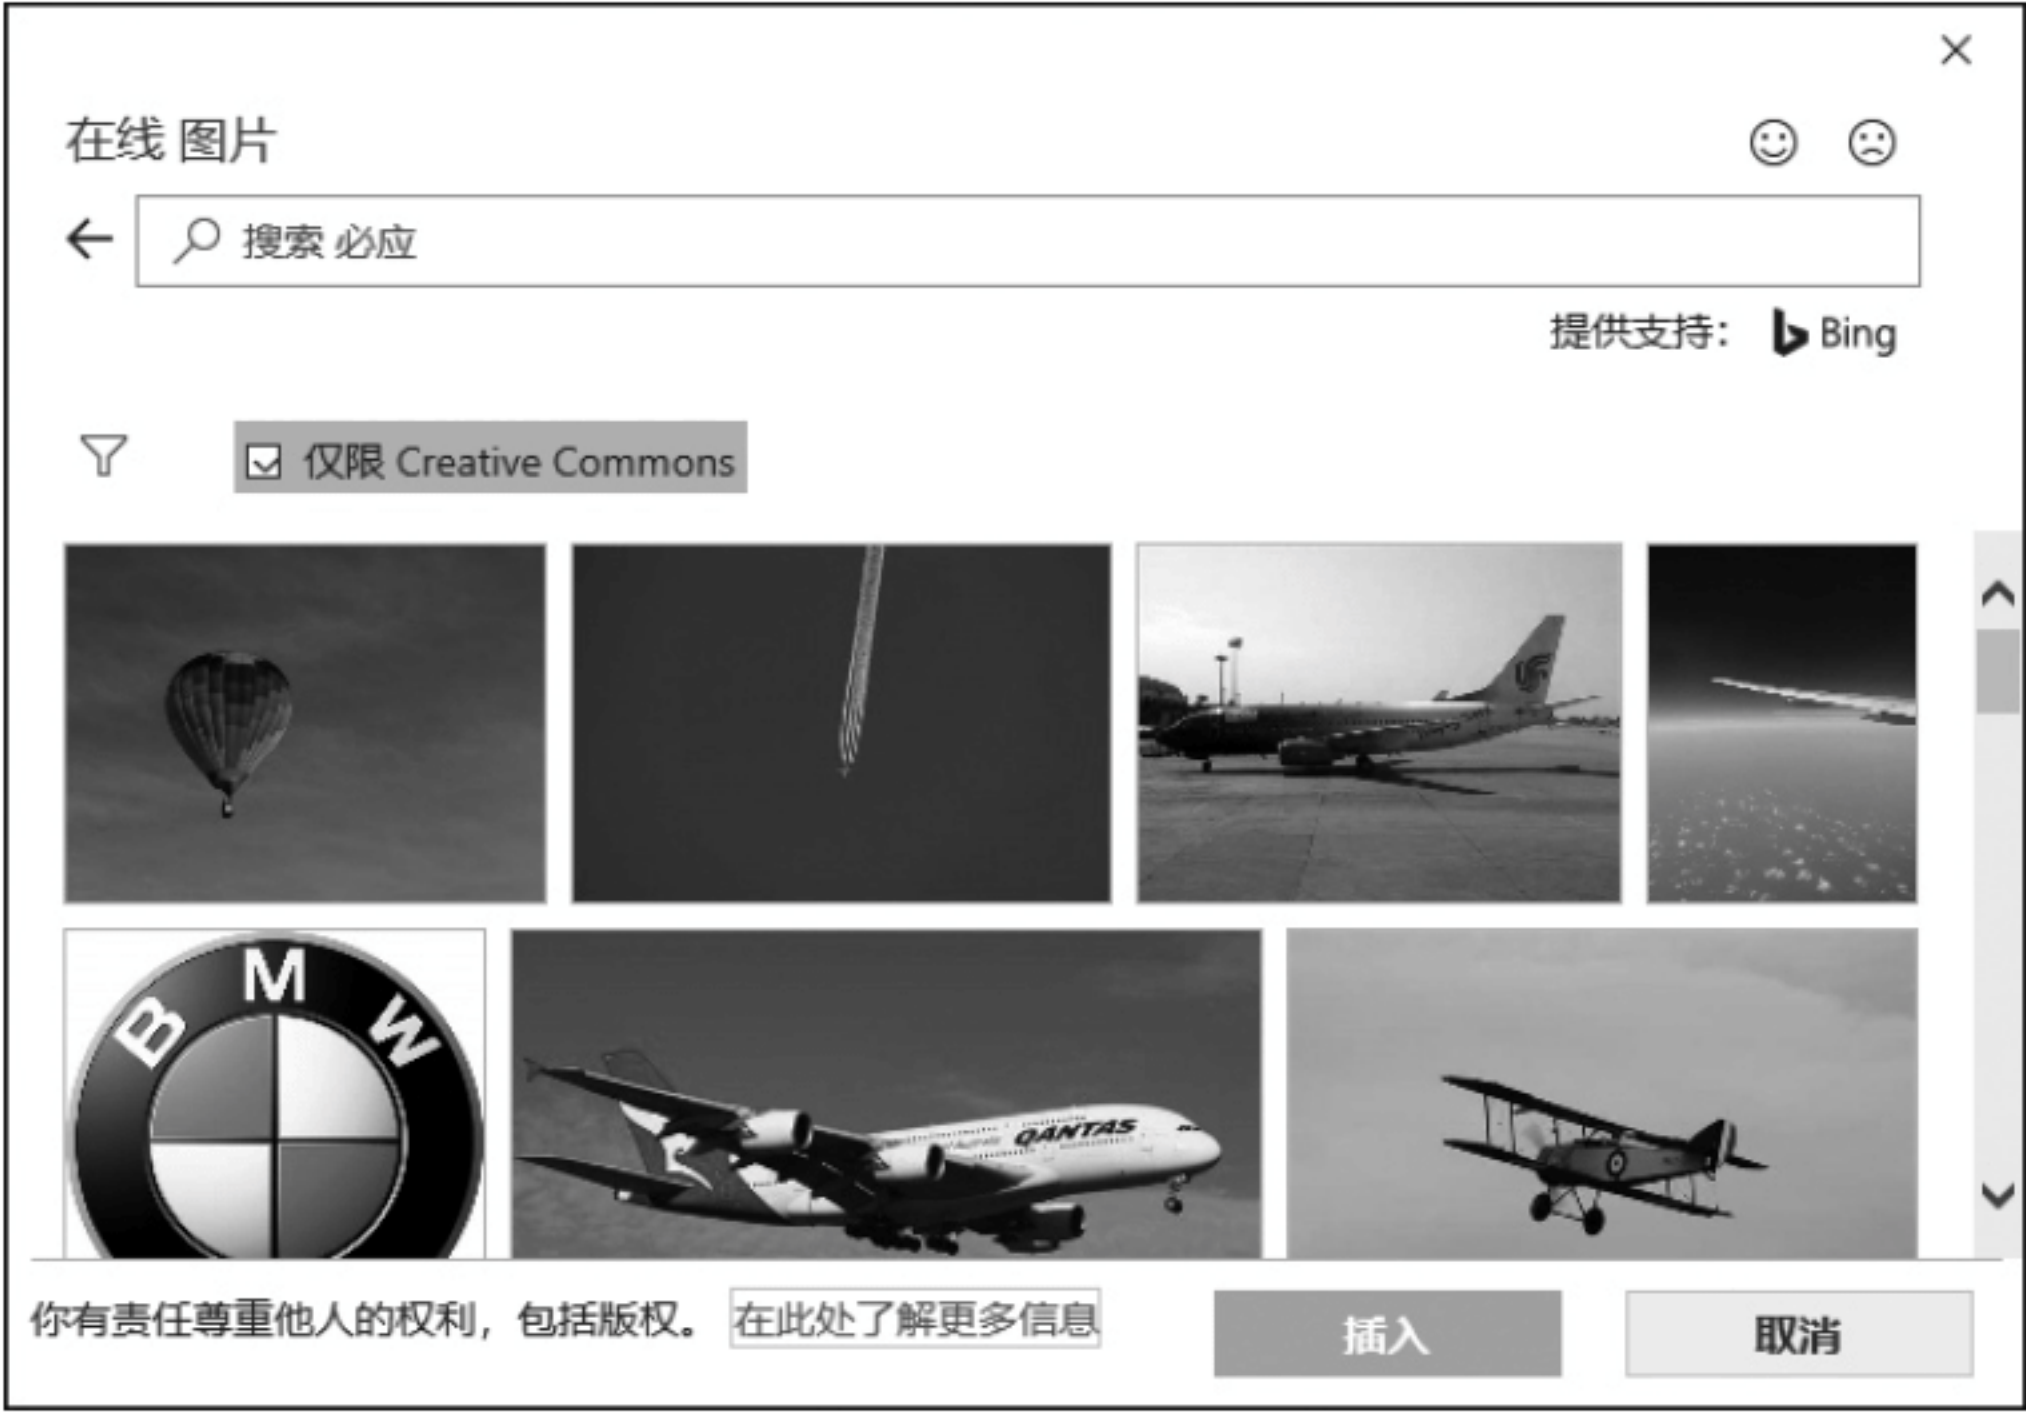 在线 图片
搜索 必应
提供支持： Bing
仅限 Creative Commons
BMW
QANTAS
你有责任尊重他人的权利，包括版权。 在此处了解更多信息
插入
取消